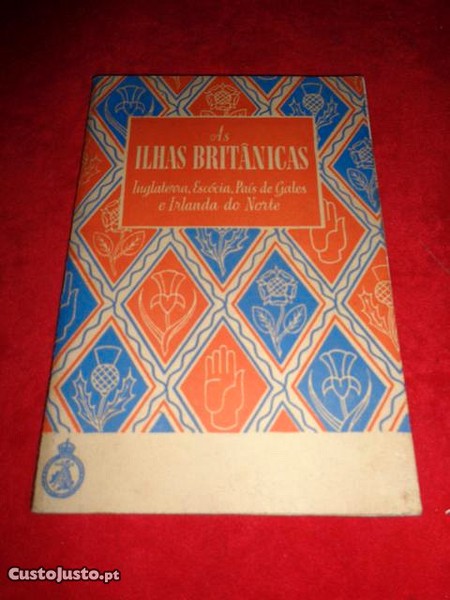 As
ILHAS BRITÂNICAS
Inglaterra, Escócia, País de Gales
e Irlanda do Norte
CustoJusto.pt